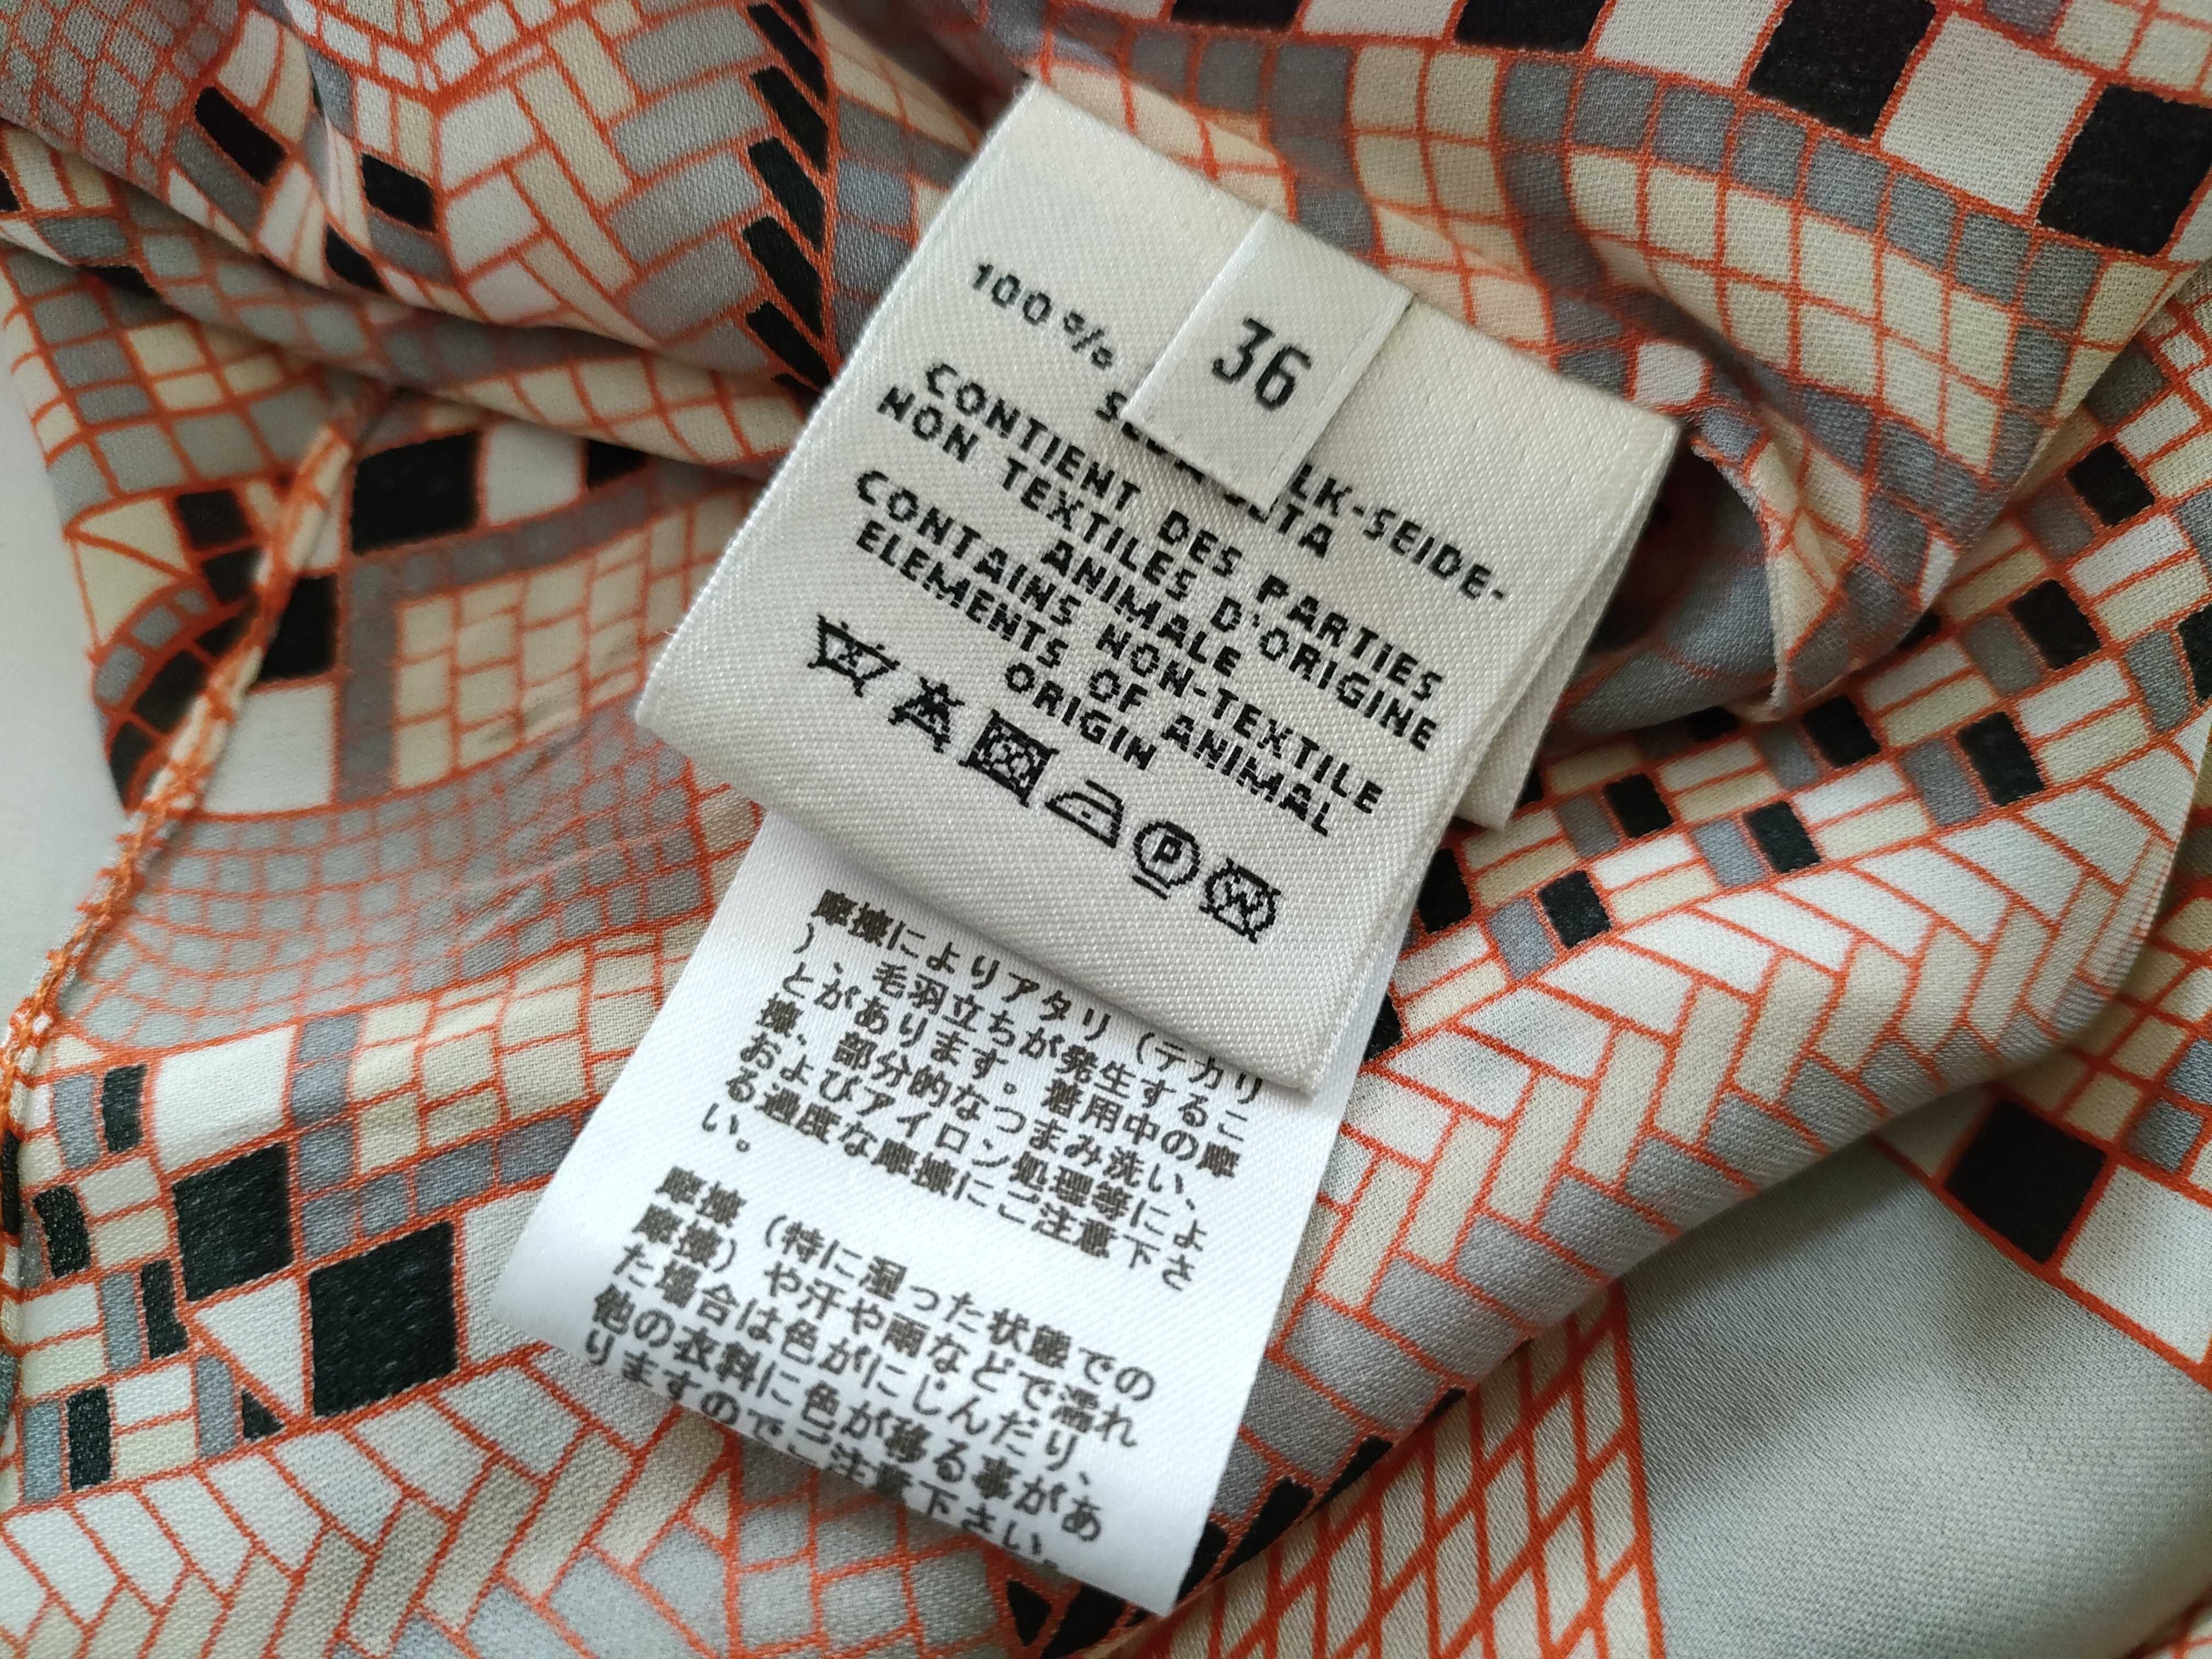 36
100%
LK-SEIDE-
CONTIENT DES PARTIES
NON TEXTILES D'ORIGINE
ANIMALE
CONTAINS NON-TEXTILE
ELEMENTS OF ANIMAL
ORIGIN
P
W
摩擦によりアタリ(テカリ
)、毛羽立ちが発生するこ
とがあります。着用中の摩
擦、部分的なつまみ洗い、
およびアイロン処理等によ
る過度な摩擦にご注意下さ
い。
摩擦(特に湿った状態での
摩擦)や汗や雨などで濡れ
た場合は色がにじんだり、
他の衣料に色が移る事があ
りますのでご注意下さい。